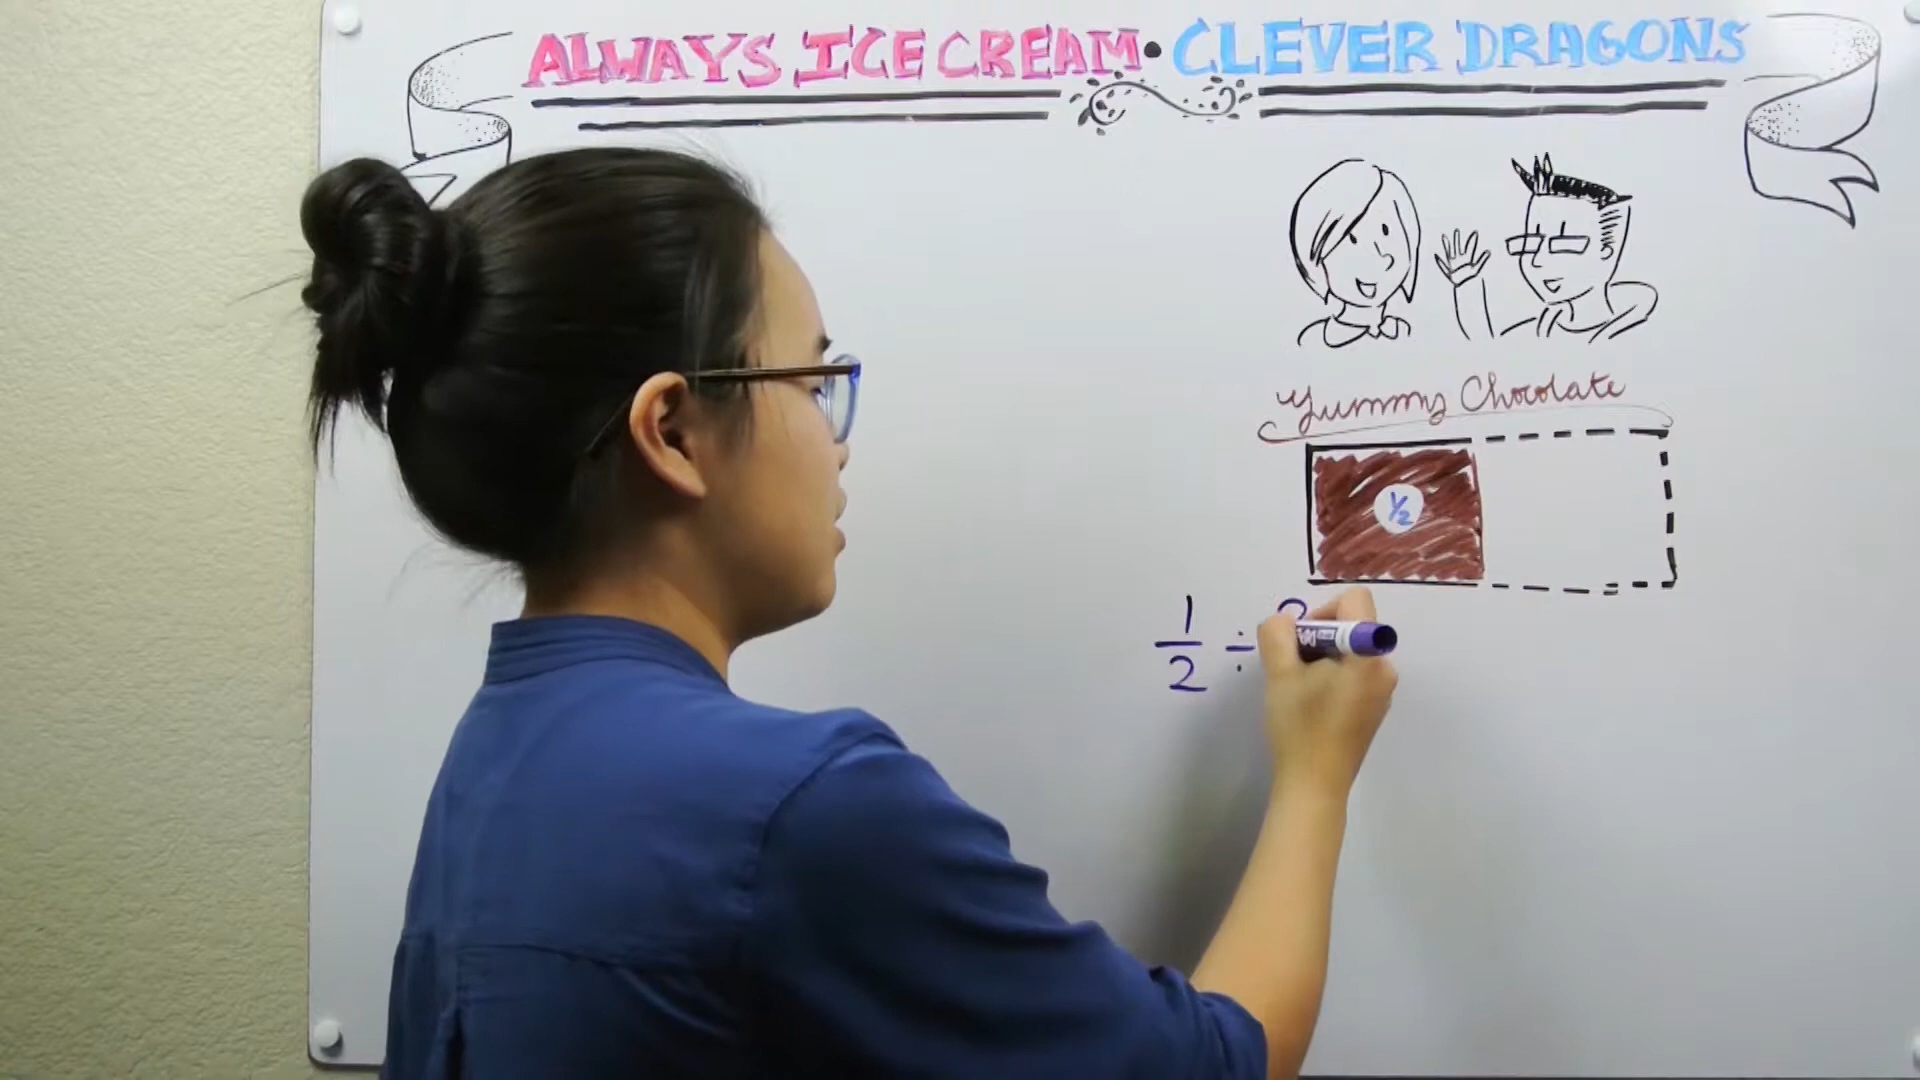 ALWAYS ICE CREAM • CLEVER DRAGONS
Yummy Chocolate
1/2
1/2 ÷